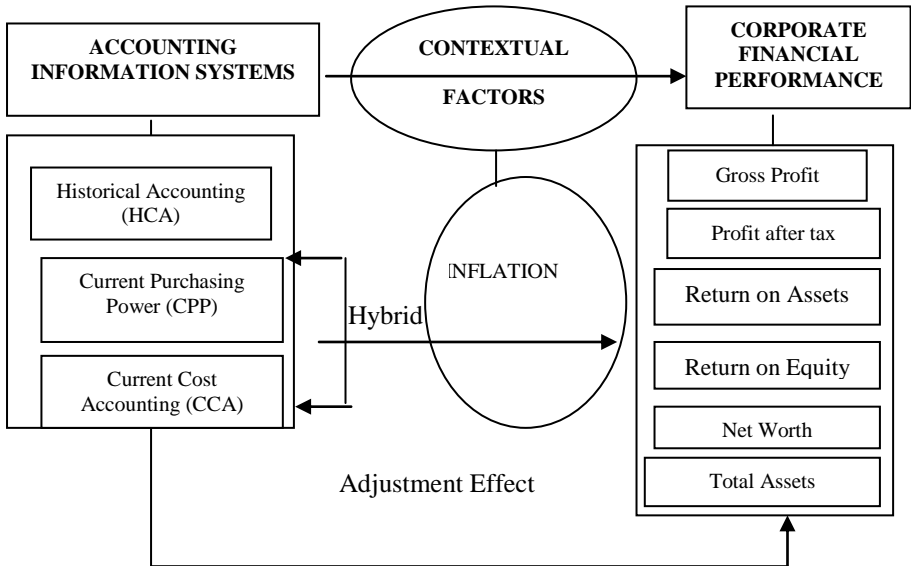 ACCOUNTING
INFORMATION SYSTEMS
CONTEXTUAL
FACTORS
CORPORATE
FINANCIAL
PERFORMANCE
Historical Accounting
(HCA)
Current Purchasing
Power (CPP)
Current Cost
Accounting (CCA)
Hybrid
INFLATION
Gross Profit
Profit after tax
Return on Assets
Return on Equity
Net Worth
Total Assets
Adjustment Effect